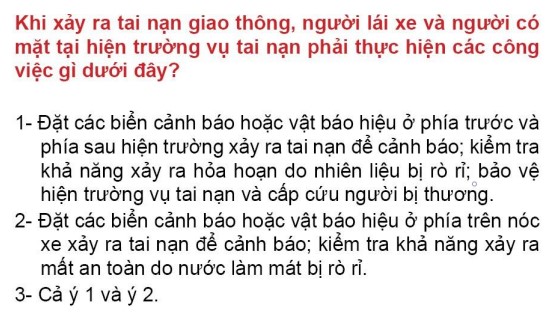 Khi xảy ra tai nạn giao thông, người lái xe và người có
mặt tại hiện trường vụ tai nạn phải thực hiện các công
việc gì dưới đây?
1- Đặt các biển cảnh báo hoặc vật báo hiệu ở phía trước và
phía sau hiện trường xảy ra tai nạn để cảnh báo; kiểm tra
khả năng xảy ra hỏa hoạn do nhiên liệu bị rò rỉ; bảo vệ
hiện trường vụ tai nạn và cấp cứu người bị thương.
2- Đặt các biển cảnh báo hoặc vật báo hiệu ở phía trên nóc
xe xảy ra tai nạn để cảnh báo; kiểm tra khả năng xảy ra
mất an toàn do nước làm mát bị rò rỉ.
3- Cả ý 1 và ý 2.